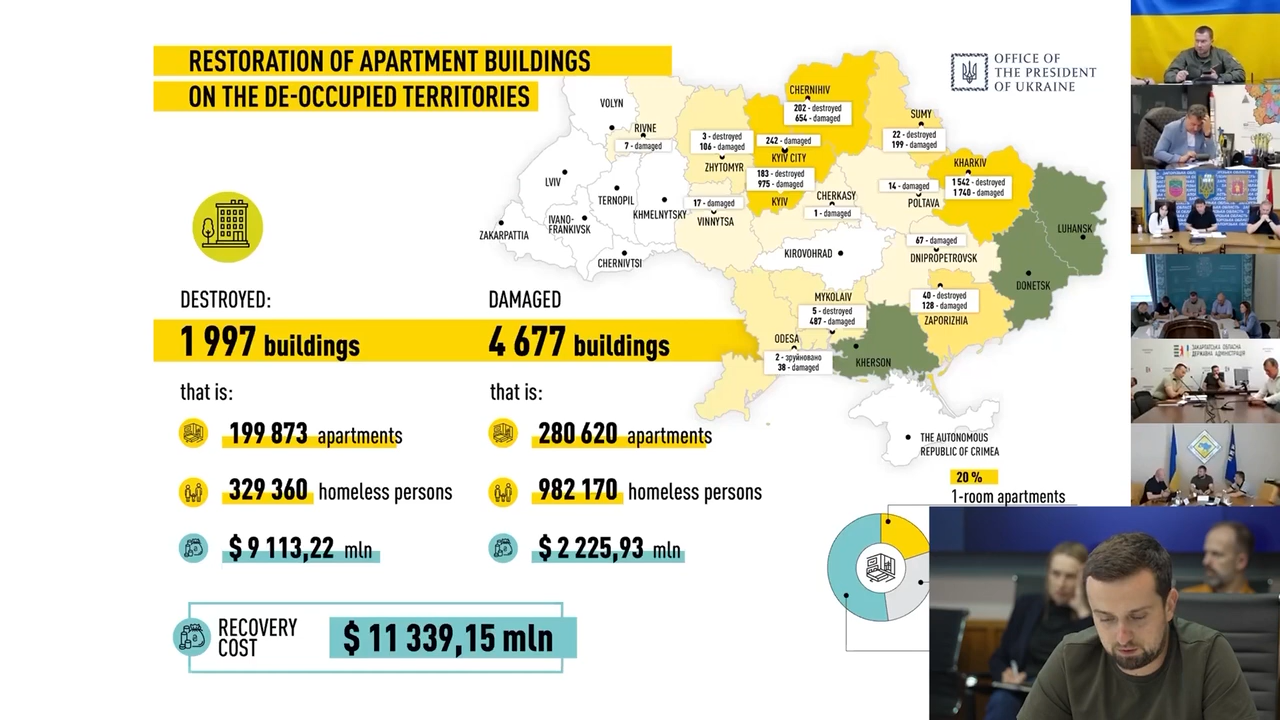 RESTORATION OF APARTMENT BUILDINGS
ON THE DE-OCCUPIED TERRITORIES
OFFICE OF
THE PRESIDENT
OF UKRAINE
DESTROYED:
1 997 buildings
that is:
199 873 apartments
329 360 homeless persons
$ 9 113,22 mln
DAMAGED
4 677 buildings
that is:
280 620 apartments
982 170 homeless persons
$ 2 225,93 mln
RECOVERY
COST
$ 11 339,15 mln
VOLYN
RIVNE
7 - damaged
LVIV
TERNOPIL
IVANO-
FRANKIVSK
ZAKARPATTIA
CHERNIVTSI
KHMELNYTSKY
3 - destroyed
106 - damaged
ZHYTOMYR
17 - damaged
VINNYTSA
CHERNIHIV
202 - destroyed
654 - damaged
242 - damaged
KYIV CITY
183 - destroyed
975 - damaged
KYIV
CHERKASY
1 - damaged
SUMY
22 - destroyed
199 - damaged
KHARKIV
1 542 - destroyed
1 740 - damaged
14 - damaged
POLTAVA
LUHANSK
DONETSK
KIROVOHRAD
67 - damaged
DNIPROPETROVSK
MYKOLAIV
5 - destroyed
487 - damaged
40 - destroyed
128 - damaged
ZAPORIZHIA
ODESA
2 - зруйновано
38 - damaged
KHERSON
THE AUTONOMOUS
REPUBLIC OF CRIMEA
20 %
1-room apartments
ЗАКАРПАТСЬКА ОБЛАСНА
ДЕРЖАВНА АДМІНІСТРАЦІЯ